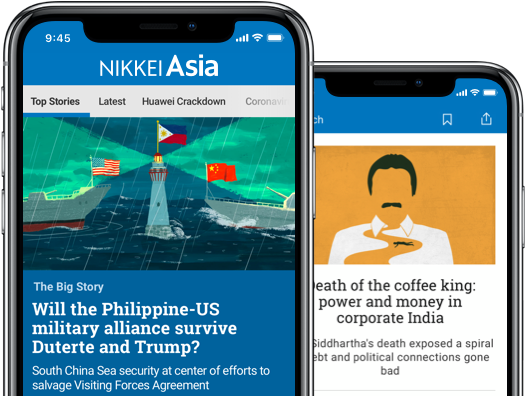 9:45
NIKKEI Asia
Top Stories Latest Huawei Crackdown Coronavi
The Big Story
Will the Philippine-US
military alliance survive
Duterte and Trump?
South China Sea security at center of efforts to
salvage Visiting Forces Agreement
ch
Death of the coffee king:
power and money in
corporate India
Siddhartha's death exposed a spiral
ebt and political connections gone
bad